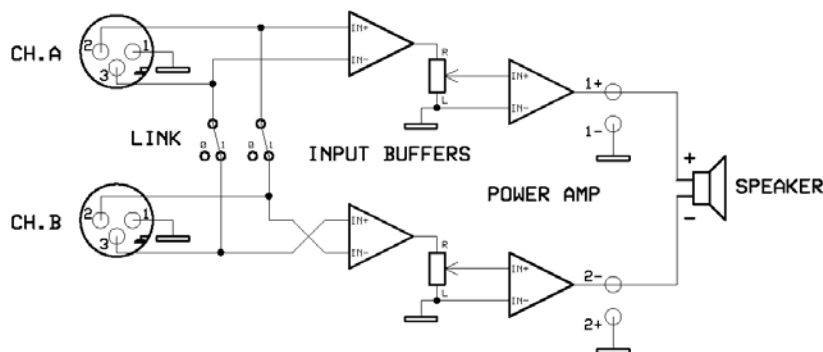 CH.A
2
1
3
IN+
IN-
R
L
IN+
IN-
1+
1-
LINK
0
1
0
1
INPUT BUFFERS
POWER AMP
+
-
SPEAKER
CH.B
2
1
3
IN+
IN-
R
L
IN+
IN-
2-
2+